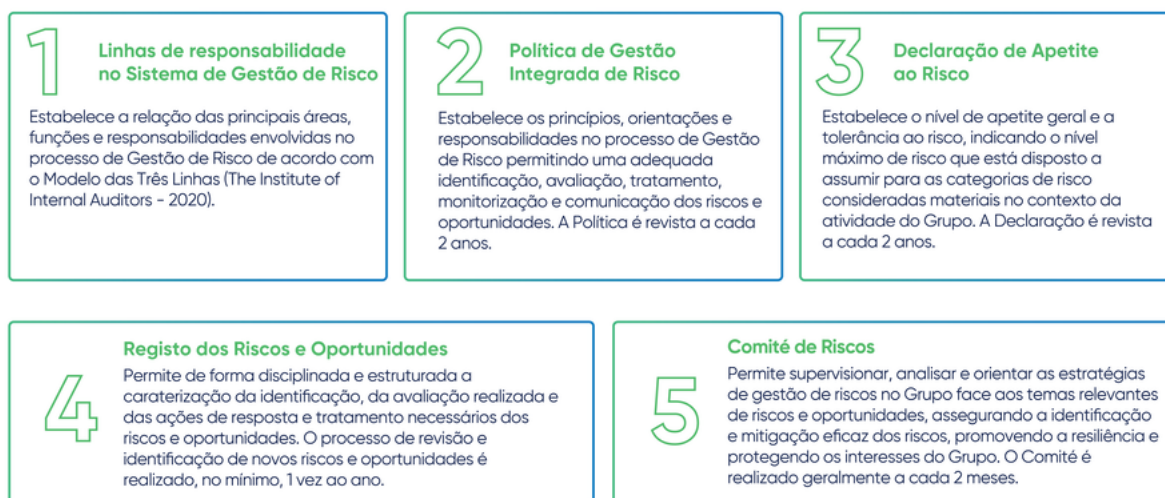 1
Linhas de responsabilidade
no Sistema de Gestão de Risco
Estabelece a relação das principais áreas,
funções e responsabilidades envolvidas no
processo de Gestão de Risco de acordo com
o Modelo das Três Linhas (The Institute of
Internal Auditors - 2020).
2
Política de Gestão
Integrada de Risco
Estabelece os princípios, orientações e
responsabilidades no processo de Gestão
de Risco permitindo uma adequada
identificação, avaliação, tratamento,
monitorização e comunicação dos riscos e
oportunidades. A Política é revista a cada
2 anos.
3
Declaração de Apetite
ao Risco
Estabelece o nível de apetite geral e a
tolerância ao risco, indicando o nível
máximo de risco que está disposto a
assumir para as categorias de risco
consideradas materiais no contexto da
atividade do Grupo. A Declaração é revista
a cada 2 anos.
4
Registo dos Riscos e Oportunidades
Permite de forma disciplinada e estruturada a
caraterização da identificação, da avaliação realizada e
das ações de resposta e tratamento necessários dos
riscos e oportunidades. O processo de revisão e
identificação de novos riscos e oportunidades é
realizado, no mínimo, 1 vez ao ano.
5
Comité de Riscos
Permite supervisionar, analisar e orientar as estratégias
de gestão de riscos no Grupo face aos temas relevantes
de riscos e oportunidades, assegurando a identificação
e mitigação eficaz dos riscos, promovendo a resiliência e
protegendo os interesses do Grupo. O Comité é
realizado geralmente a cada 2 meses.